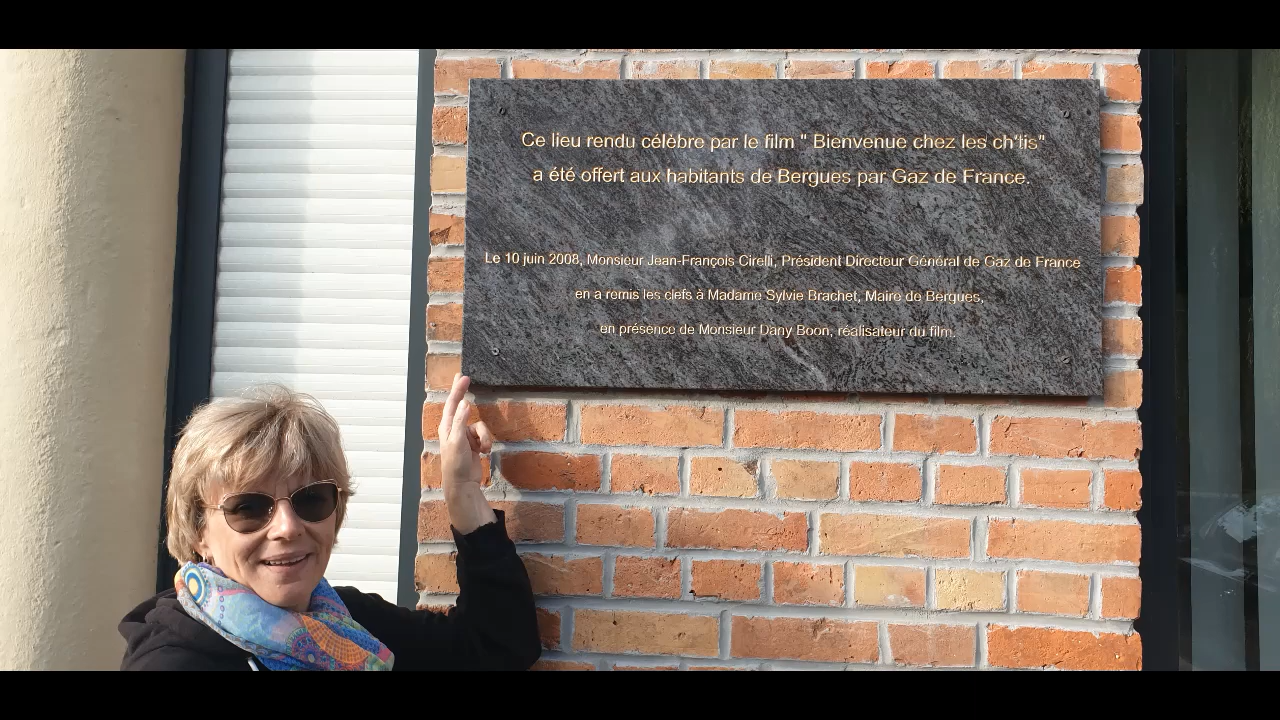 Ce lieu rendu célèbre par le film " Bienvenue chez les ch'tis"
a été offert aux habitants de Bergues par Gaz de France.
Le 10 juin 2008, Monsieur Jean-François Cirelli, Président Directeur Général de Gaz de France
en a remis les clefs à Madame Sylvie Brachet, Maire de Bergues,
en présence de Monsieur Dany Boon, réalisateur du film.